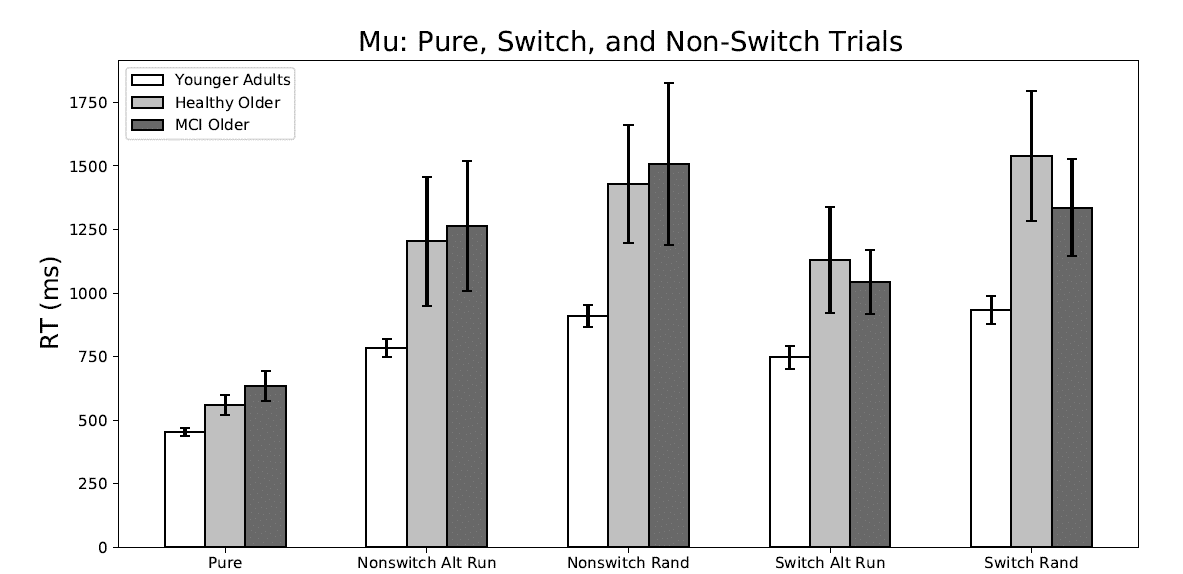 Mu: Pure, Switch, and Non-Switch Trials
Younger Adults
Healthy Older
MCI Older
RT (ms)
1750
1500
1250
1000
750
500
250
0
Pure
Nonswitch Alt Run
Nonswitch Rand
Switch Alt Run
Switch Rand